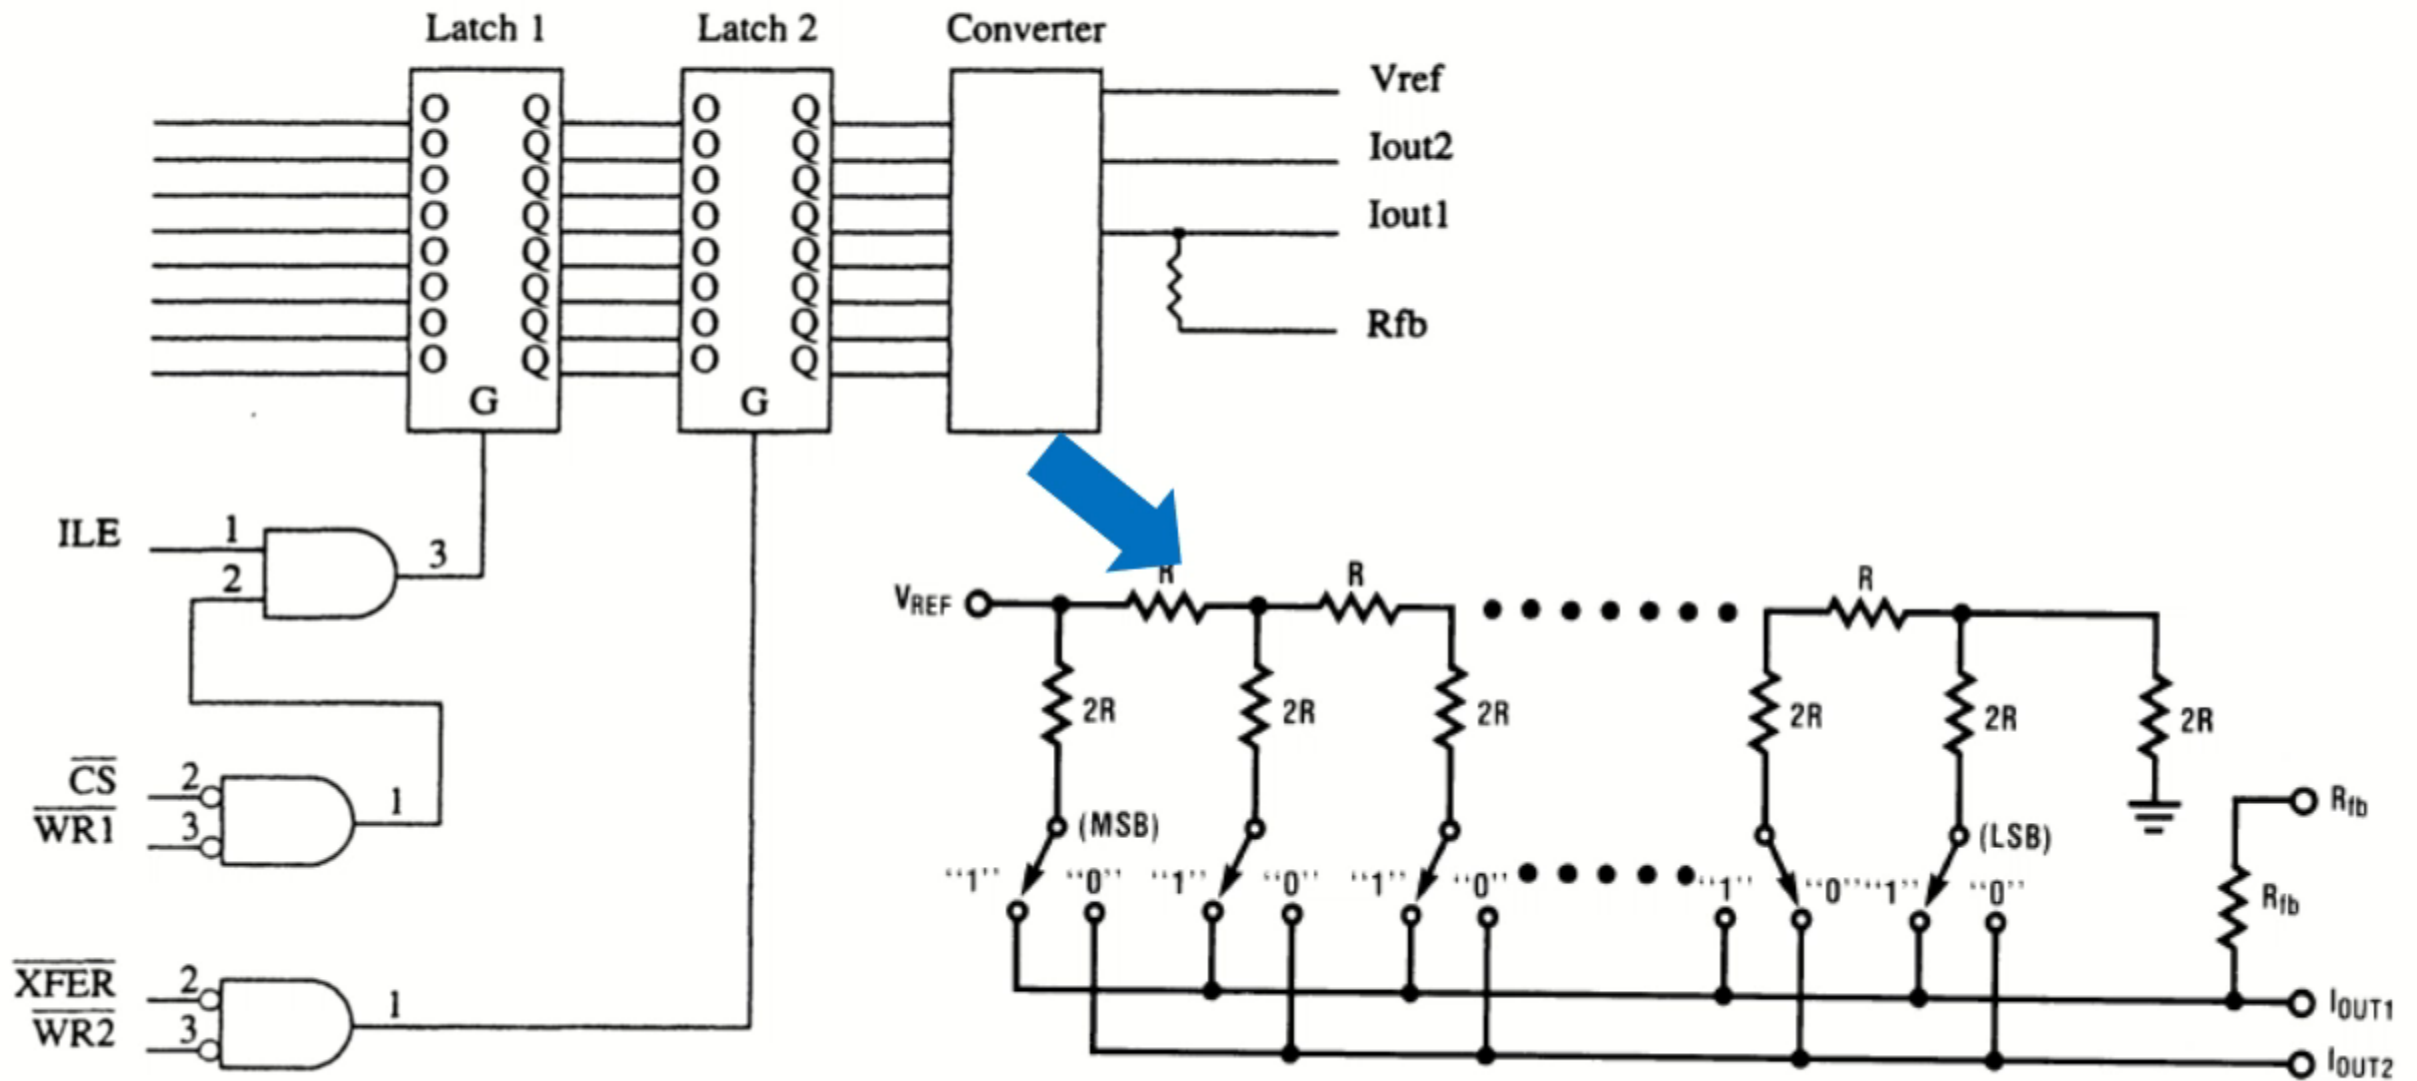 Latch 1 Latch 2 Converter
O Q O Q
O Q O Q
O Q O Q
O Q O Q
O Q O Q
O Q O Q
O Q O Q
O Q O Q
G G
Vref
Iout2
Iout1
Rfb
ILE 1
2
3
CS 2
WR1 3
1
XFER 2
WR2 3
1
R R R
VREF
2R 2R 2R 2R 2R 2R
(MSB) (LSB)
"1" "0" "1" "0" "1" "0" "1" "0" "1" "0"
Rfb
Rfb
IOUT1
IOUT2